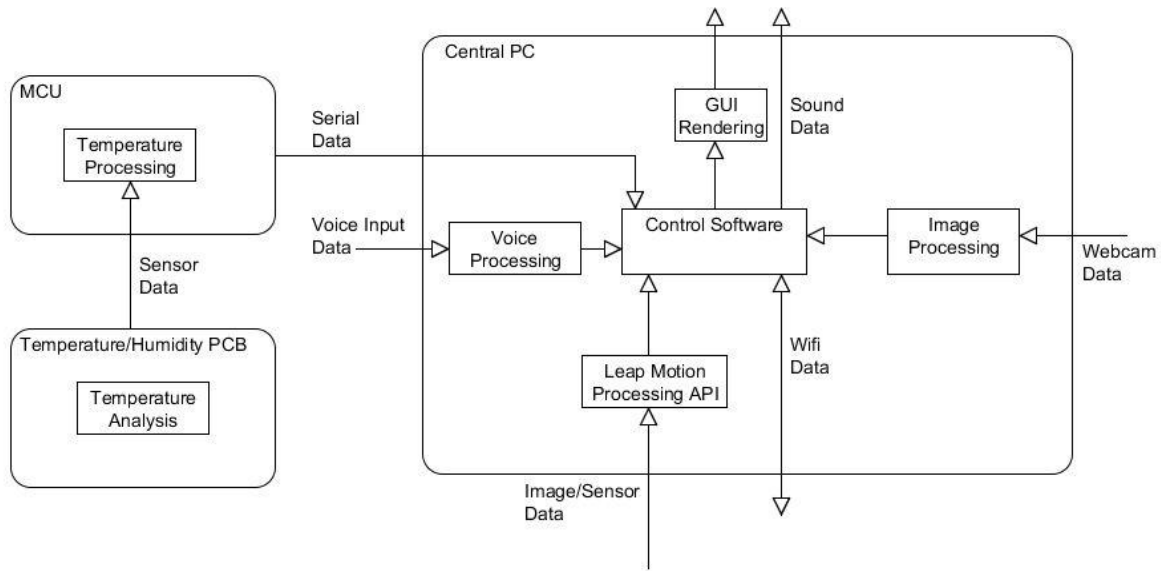 Central PC
MCU
GUI
Rendering
Sound
Data
Serial
Data
Temperature
Processing
Voice Input
Data
Voice
Processing
Control Software
Image
Processing
Webcam
Data
Sensor
Data
Temperature/Humidity PCB
Wifi
Data
Leap Motion
Processing API
Temperature
Analysis
Image/Sensor
Data